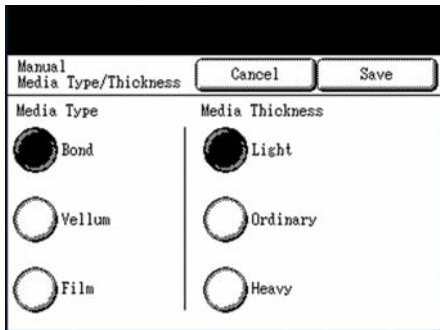 Manual
Media Type/Thickness
Cancel
Save
Media Type
Media Thickness
Bond
Light
Vellum
Ordinary
Film
Heavy